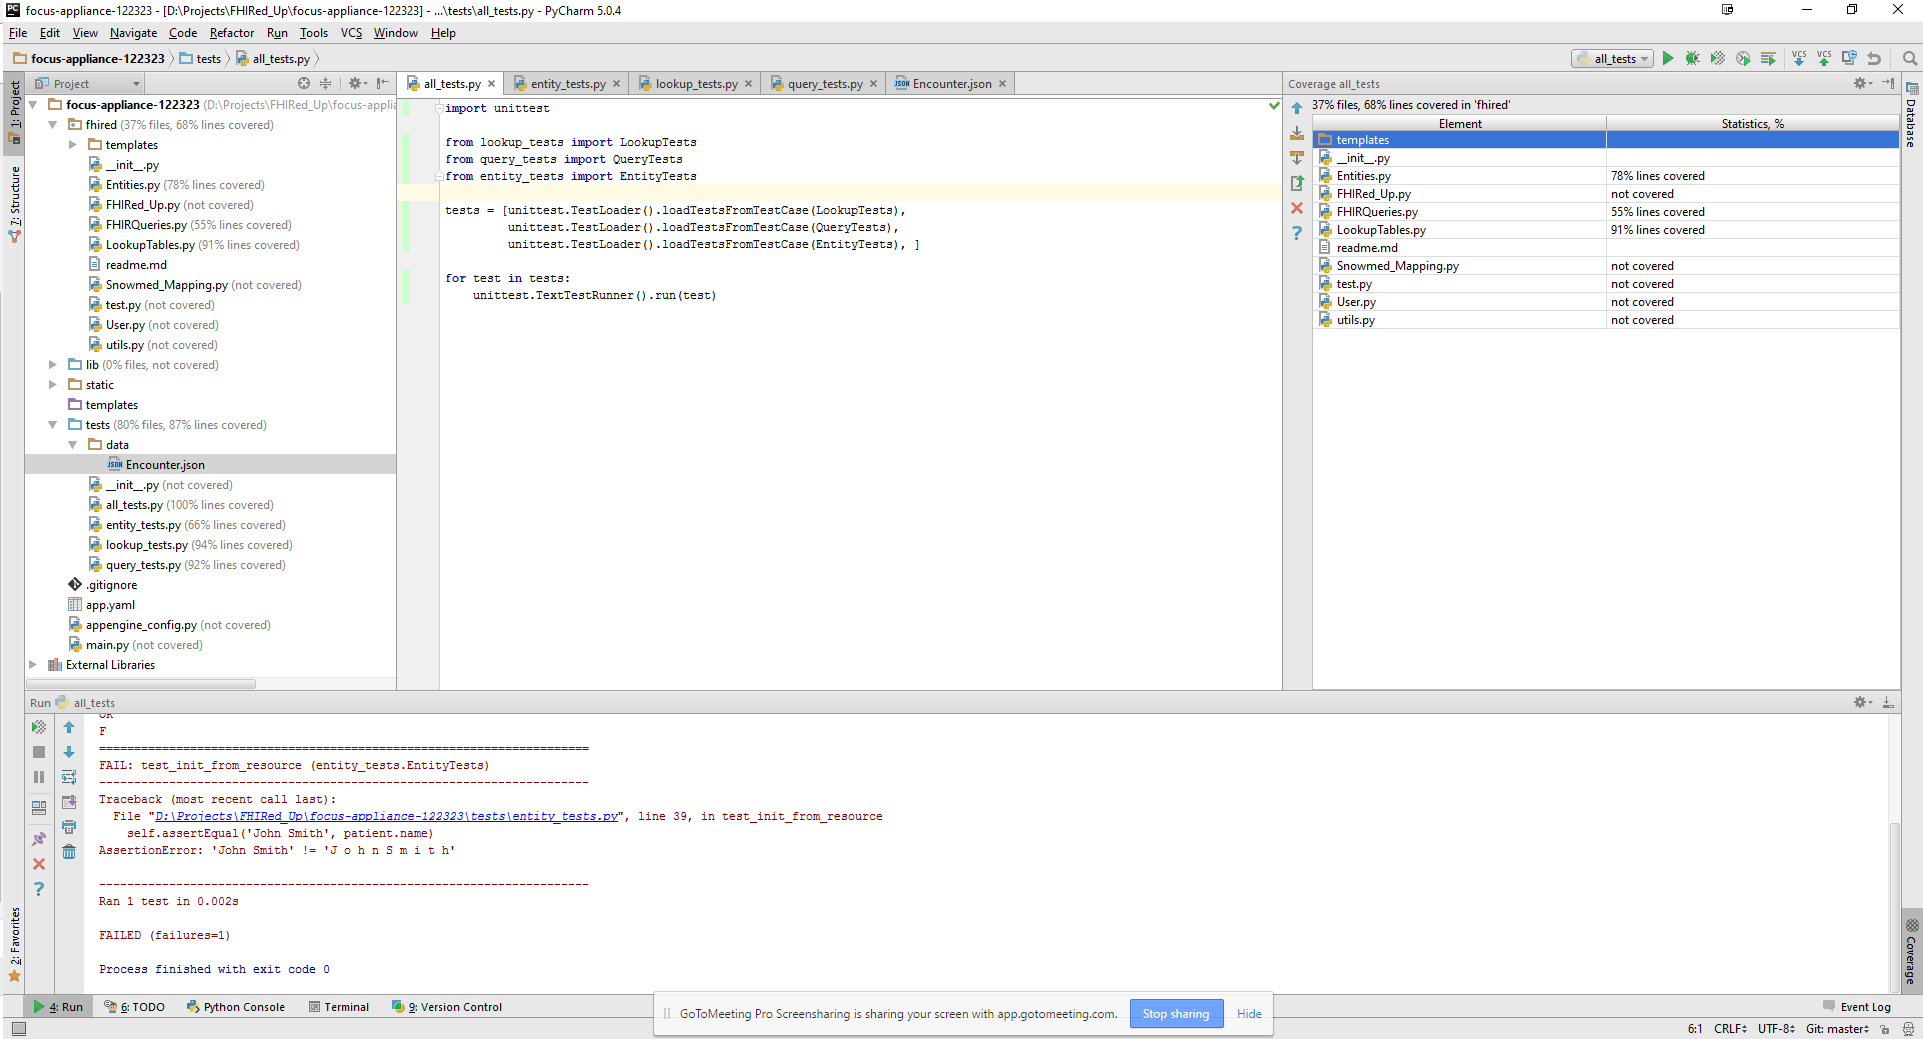 focus-appliance-122323 - [D:\Projects\FHIRed_Up\focus-appliance-122323] - ...\tests\all_tests.py - PyCharm 5.0.4
File Edit View Navigate Code Refactor Run Tools VCS Window Help
focus-appliance-122323 tests all_tests.py
all_tests
VCS VCS
1: Project
7: Structure
2: Favorites
Project
focus-appliance-122323 (D:\Projects\FHIRed_Up\focus-appli
fhired (37% files, 68% lines covered)
templates
__init__.py
Entities.py (78% lines covered)
FHIRed_Up.py (not covered)
FHIRQueries.py (55% lines covered)
LookupTables.py (91% lines covered)
readme.md
Snowmed_Mapping.py (not covered)
test.py (not covered)
User.py (not covered)
utils.py (not covered)
lib (0% files, not covered)
static
templates
tests (80% files, 87% lines covered)
data
JSON Encounter.json
__init__.py (not covered)
all_tests.py (100% lines covered)
entity_tests.py (66% lines covered)
lookup_tests.py (94% lines covered)
query_tests.py (92% lines covered)
.gitignore
app.yaml
appengine_config.py (not covered)
main.py (not covered)
External Libraries
all_tests.py entity_tests.py lookup_tests.py query_tests.py JSON Encounter.json
import unittest
from lookup_tests import LookupTests
from query_tests import QueryTests
from entity_tests import EntityTests
tests = [unittest.TestLoader().loadTestsFromTestCase(LookupTests),
unittest.TestLoader().loadTestsFromTestCase(QueryTests),
unittest.TestLoader().loadTestsFromTestCase(EntityTests), ]
for test in tests:
unittest.TextTestRunner().run(test)
Coverage all_tests
37% files, 68% lines covered in 'fhired'
Element Statistics, %
templates
__init__.py
Entities.py 78% lines covered
FHIRed_Up.py not covered
FHIRQueries.py 55% lines covered
LookupTables.py 91% lines covered
readme.md
Snowmed_Mapping.py not covered
test.py not covered
User.py not covered
utils.py not covered
Database
Coverage
Run all_tests
OK
F
======================================================================
FAIL: test_init_from_resource (entity_tests.EntityTests)
----------------------------------------------------------------------
Traceback (most recent call last):
File "D:\Projects\FHIRed_Up\focus-appliance-122323\tests\entity_tests.py", line 39, in test_init_from_resource
self.assertEqual('John Smith', patient.name)
AssertionError: 'John Smith' != 'J o h n S m i t h'
----------------------------------------------------------------------
Ran 1 test in 0.002s
FAILED (failures=1)
Process finished with exit code 0
4: Run 6: TODO Python Console Terminal 9: Version Control Event Log
GoToMeeting Pro Screensharing is sharing your screen with app.gotomeeting.com. Stop sharing Hide
6:1 CRLF UTF-8 Git: master